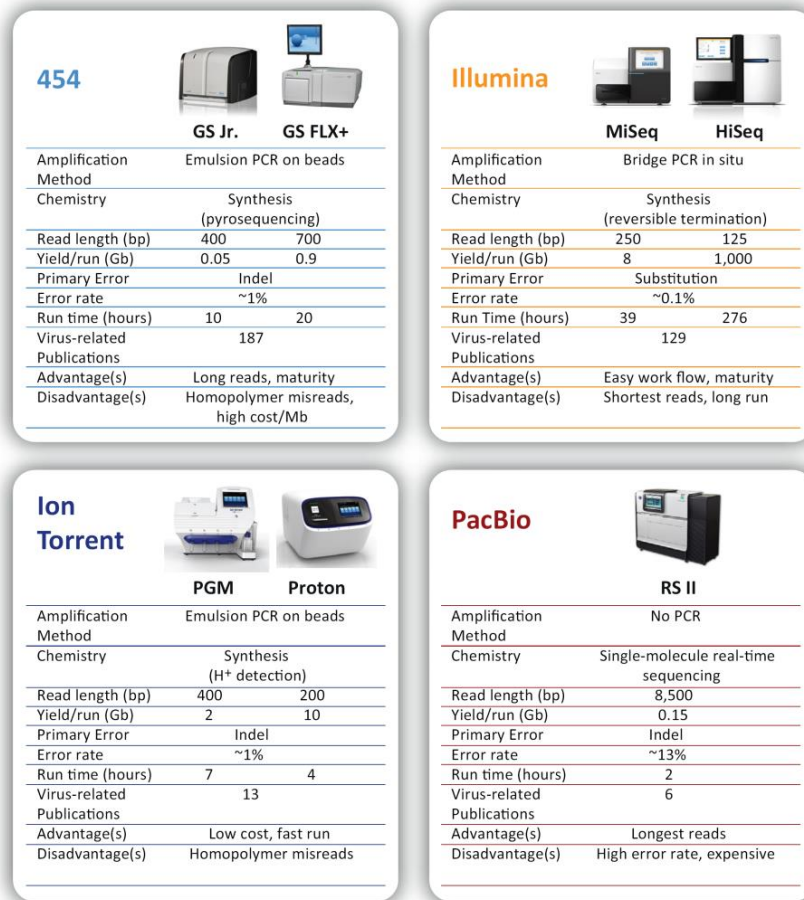 454
GS Jr. GS FLX+
Amplification Emulsion PCR on beads
Method
Chemistry Synthesis
(pyrosequencing)
Read length (bp) 400 700
Yield/run (Gb) 0.05 0.9
Primary Error Indel
Error rate ~1%
Run time (hours) 10 20
Virus-related 187
Publications
Advantage(s) Long reads, maturity
Disadvantage(s) Homopolymer misreads,
high cost/Mb
Illumina
MiSeq HiSeq
Amplification Bridge PCR in situ
Method
Chemistry Synthesis
(reversible termination)
Read length (bp) 250 125
Yield/run (Gb) 8 1,000
Primary Error Substitution
Error rate ~0.1%
Run Time (hours) 39 276
Virus-related 129
Publications
Advantage(s) Easy work flow, maturity
Disadvantage(s) Shortest reads, long run
Ion
Torrent
PGM Proton
Amplification Emulsion PCR on beads
Method
Chemistry Synthesis
(H⁺ detection)
Read length (bp) 400 200
Yield/run (Gb) 2 10
Primary Error Indel
Error rate ~1%
Run time (hours) 7 4
Virus-related 13
Publications
Advantage(s) Low cost, fast run
Disadvantage(s) Homopolymer misreads
PacBio
RS II
Amplification No PCR
Method
Chemistry Single-molecule real-time
sequencing
Read length (bp) 8,500
Yield/run (Gb) 0.15
Primary Error Indel
Error rate ~13%
Run time (hours) 2
Virus-related 6
Publications
Advantage(s) Longest reads
Disadvantage(s) High error rate, expensive